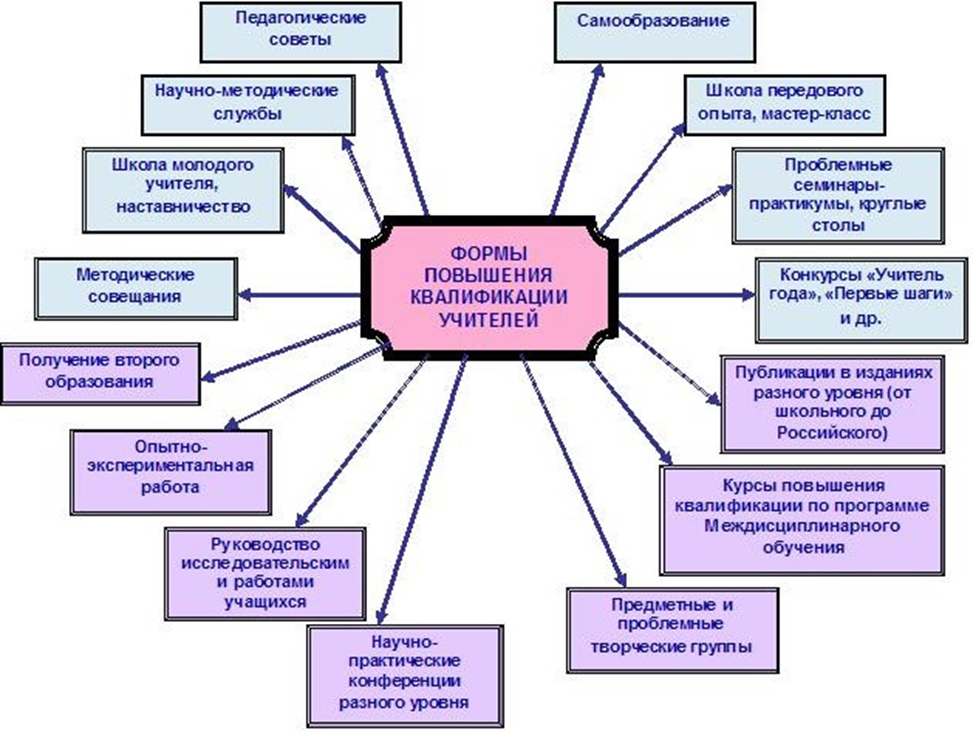 Педагогические
советы
Самообразование
Научно-методические
службы
Школа передового
опыта, мастер-класс
Школа молодого
учителя,
наставничество
Проблемные
семинары-
практикумы, круглые
столы
ФОРМЫ
ПОВЫШЕНИЯ
КВАЛИФИКАЦИИ
УЧИТЕЛЕЙ
Методические
совещания
Конкурсы «Учитель
года», «Первые шаги»
и др.
Получение второго
образования
Публикации в изданиях
разного уровня (от
школьного до
Российского)
Опытно-
экспериментальная
работа
Курсы повышения
квалификации по программе
Междисциплинарного
обучения
Руководство
исследовательским
и работами
учащихся
Предметные и
проблемные
творческие группы
Научно-
практические
конференции
разного уровня